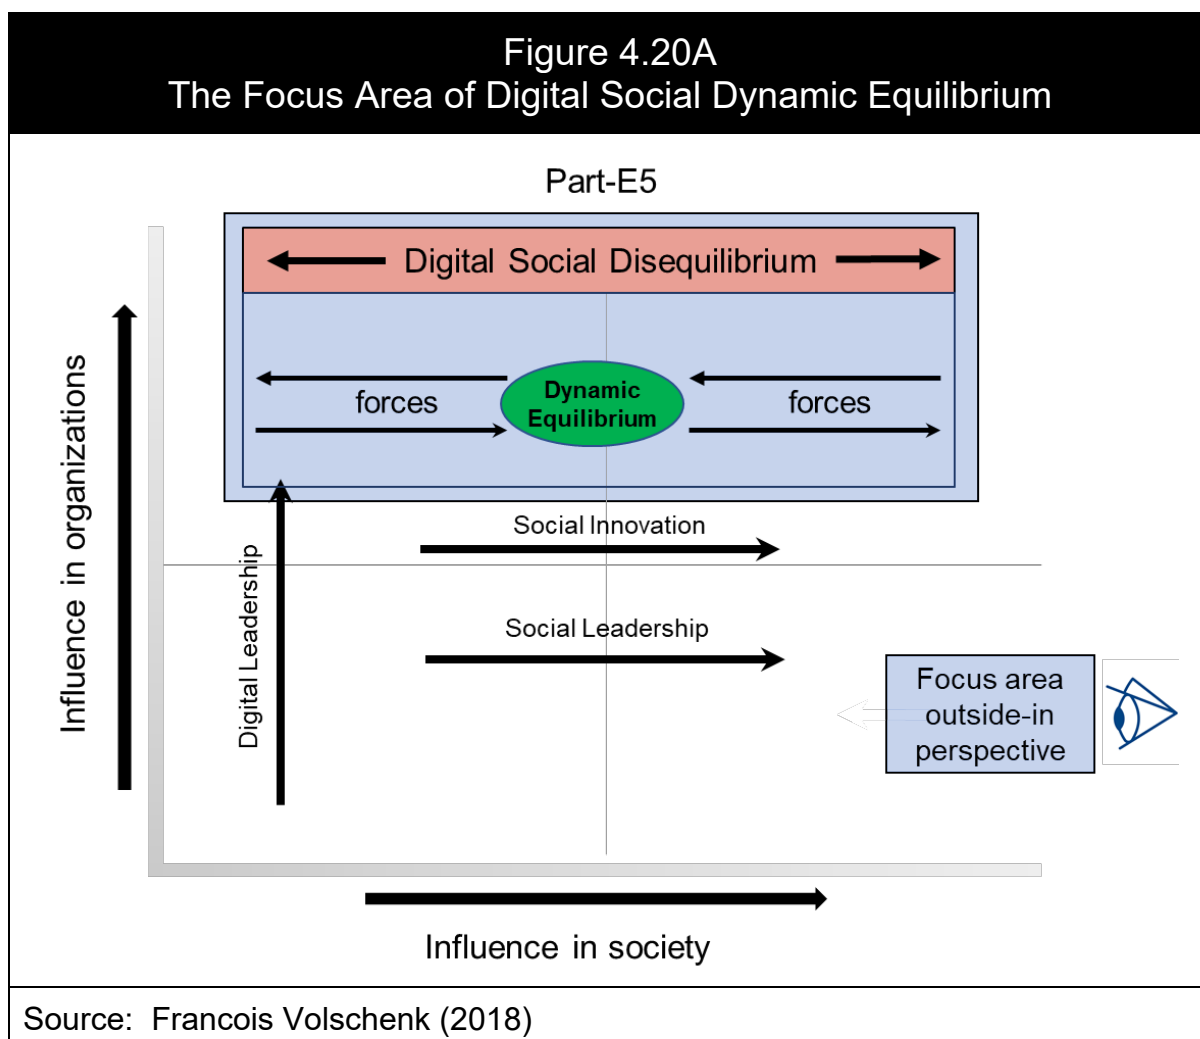 Figure 4.20A
The Focus Area of Digital Social Dynamic Equilibrium
Part-E5
Digital Social Disequilibrium
forces
Dynamic
Equilibrium
forces
Influence in organizations
Digital Leadership
Social Innovation
Social Leadership
Focus area
outside-in
perspective
Influence in society
Source: Francois Volschenk (2018)